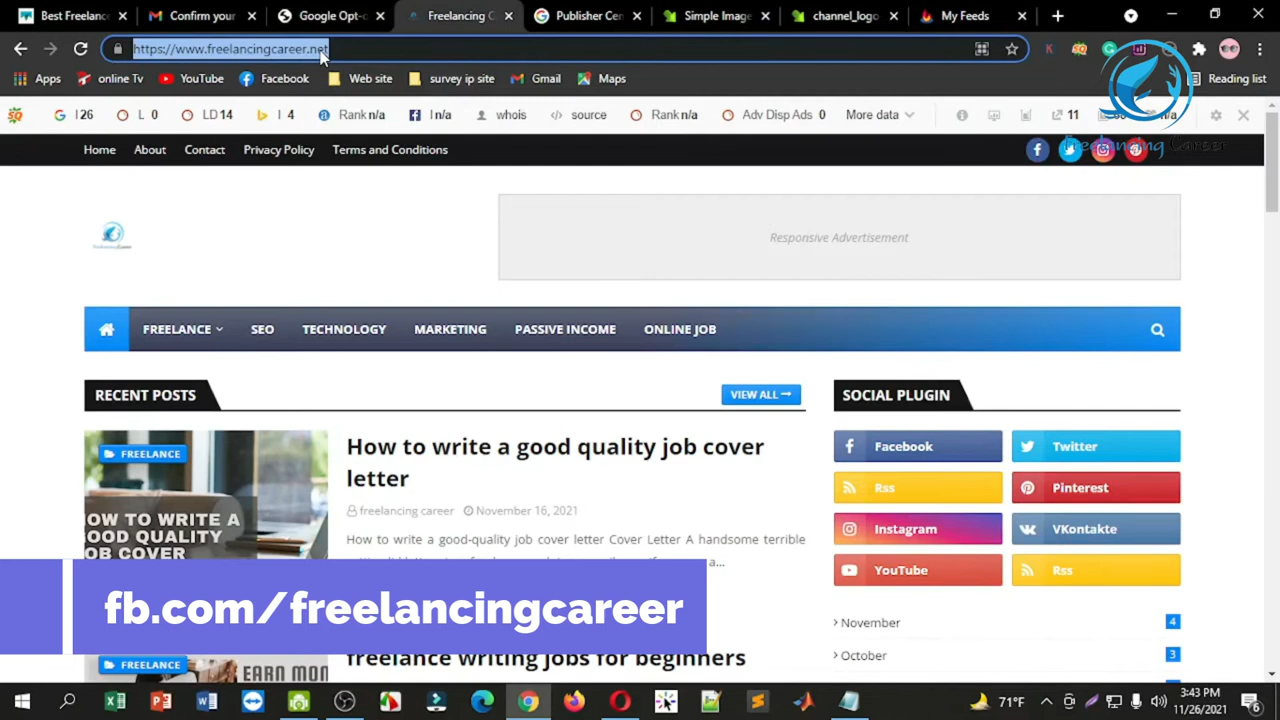 Best Freelanc
Confirm your
Google Opt-o
Freelancing C
Publisher Cen
Simple Image
channel_logo
My Feeds
https://www.freelancingcareer.net
Apps
online Tv
YouTube
Facebook
Web site
survey ip site
Gmail
Maps
Reading list
I 26
L 0
LD 14
I 4
Rank n/a
I n/a
whois
source
Rank n/a
Adv Disp Ads 0
More data
11
n/a
Home
About
Contact
Privacy Policy
Terms and Conditions
Freelancing Career
Responsive Advertisement
FREELANCE
SEO
TECHNOLOGY
MARKETING
PASSIVE INCOME
ONLINE JOB
RECENT POSTS
VIEW ALL
SOCIAL PLUGIN
FREELANCE
HOW TO WRITE A
GOOD QUALITY
JOB COVER
How to write a good quality job cover
letter
freelancing career
November 16, 2021
How to write a good-quality job cover letter Cover Letter A handsome terrible
a...
Facebook
Twitter
Rss
Pinterest
Instagram
VKontakte
YouTube
Rss
fb.com/freelancingcareer
November
4
October
3
FREELANCE
EARN MON
freelance writing jobs for beginners
71°F
3:43 PM
11/26/2021
6